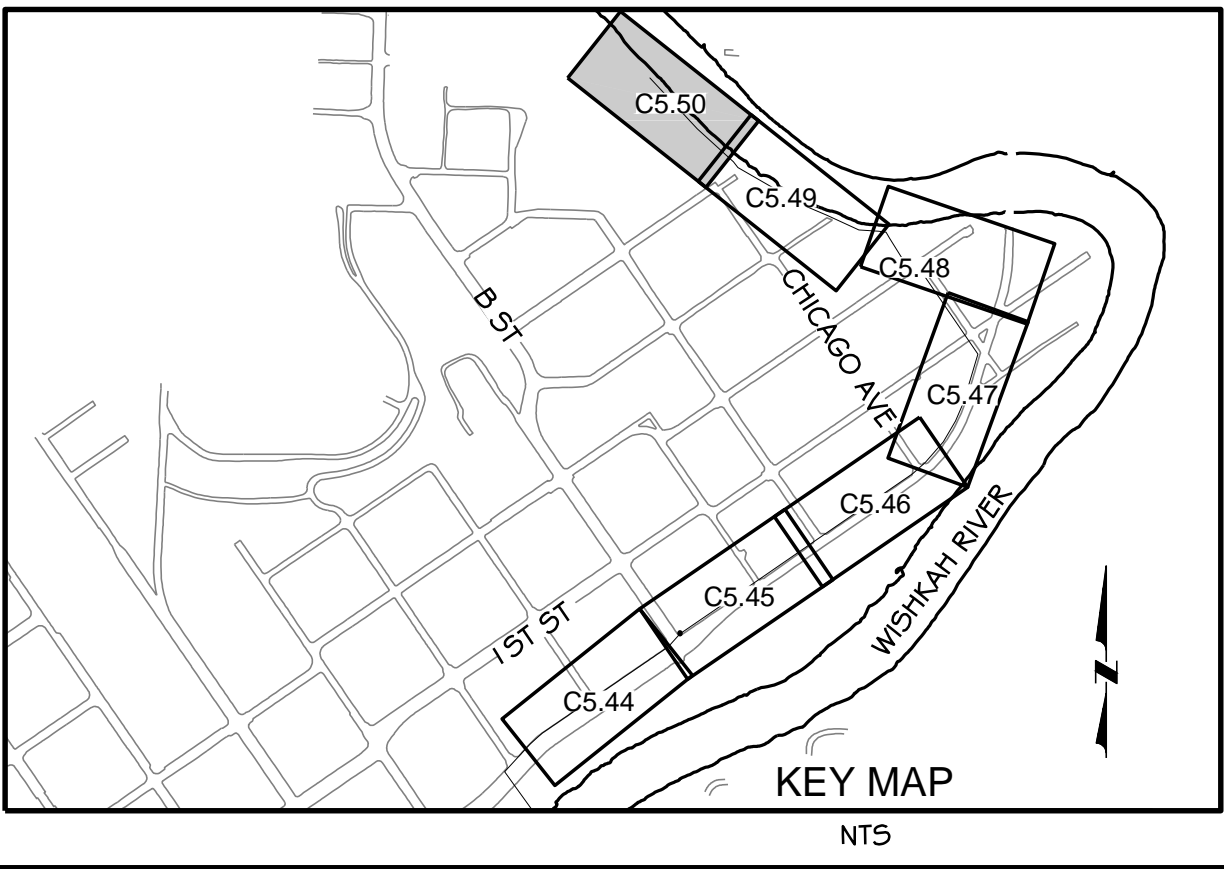 C5.50
C5.49
C5.48
B ST
CHICAGO AVE
C5.47
C5.46
WISHKAH RIVER
C5.45
1ST ST
C5.44
Z
KEY MAP
NTS